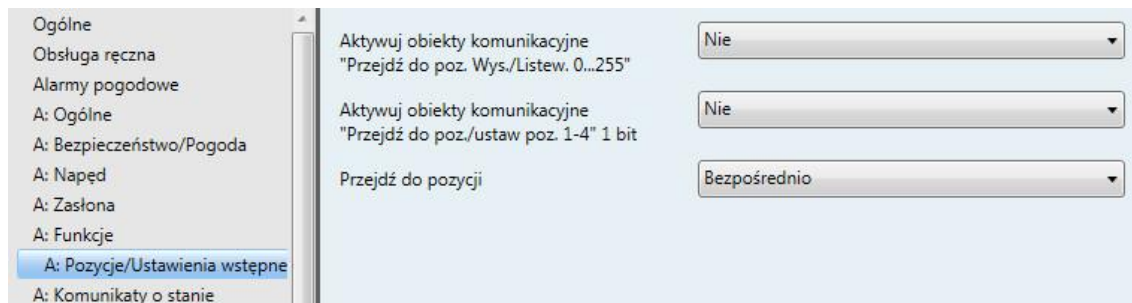 Ogólne
Obsługa ręczna
Alarmy pogodowe
A: Ogólne
A: Bezpieczeństwo/Pogoda
A: Napęd
A: Zasłona
A: Funkcje
A: Pozycje/Ustawienia wstępne
A: Komunikaty o stanie
Aktywuj obiekty komunikacyjne
"Przejdź do poz. Wys./Listew. 0...255"
Nie
Aktywuj obiekty komunikacyjne
"Przejdź do poz./ustaw poz. 1-4" 1 bit
Nie
Przejdź do pozycji
Bezpośrednio